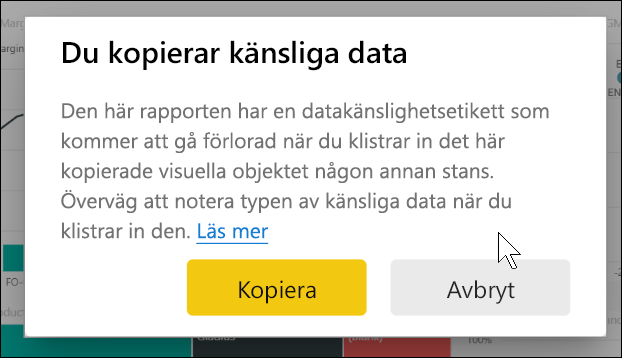 Du kopierar känsliga data
Den här rapporten har en datakänslighetsetikett som
kommer att gå förlorad när du klistrar in det här
kopierade visuella objektet någon annan stans.
Överväg att notera typen av känsliga data när du
klistrar in den. Läs mer
Kopiera
Avbryt
FO-
100%